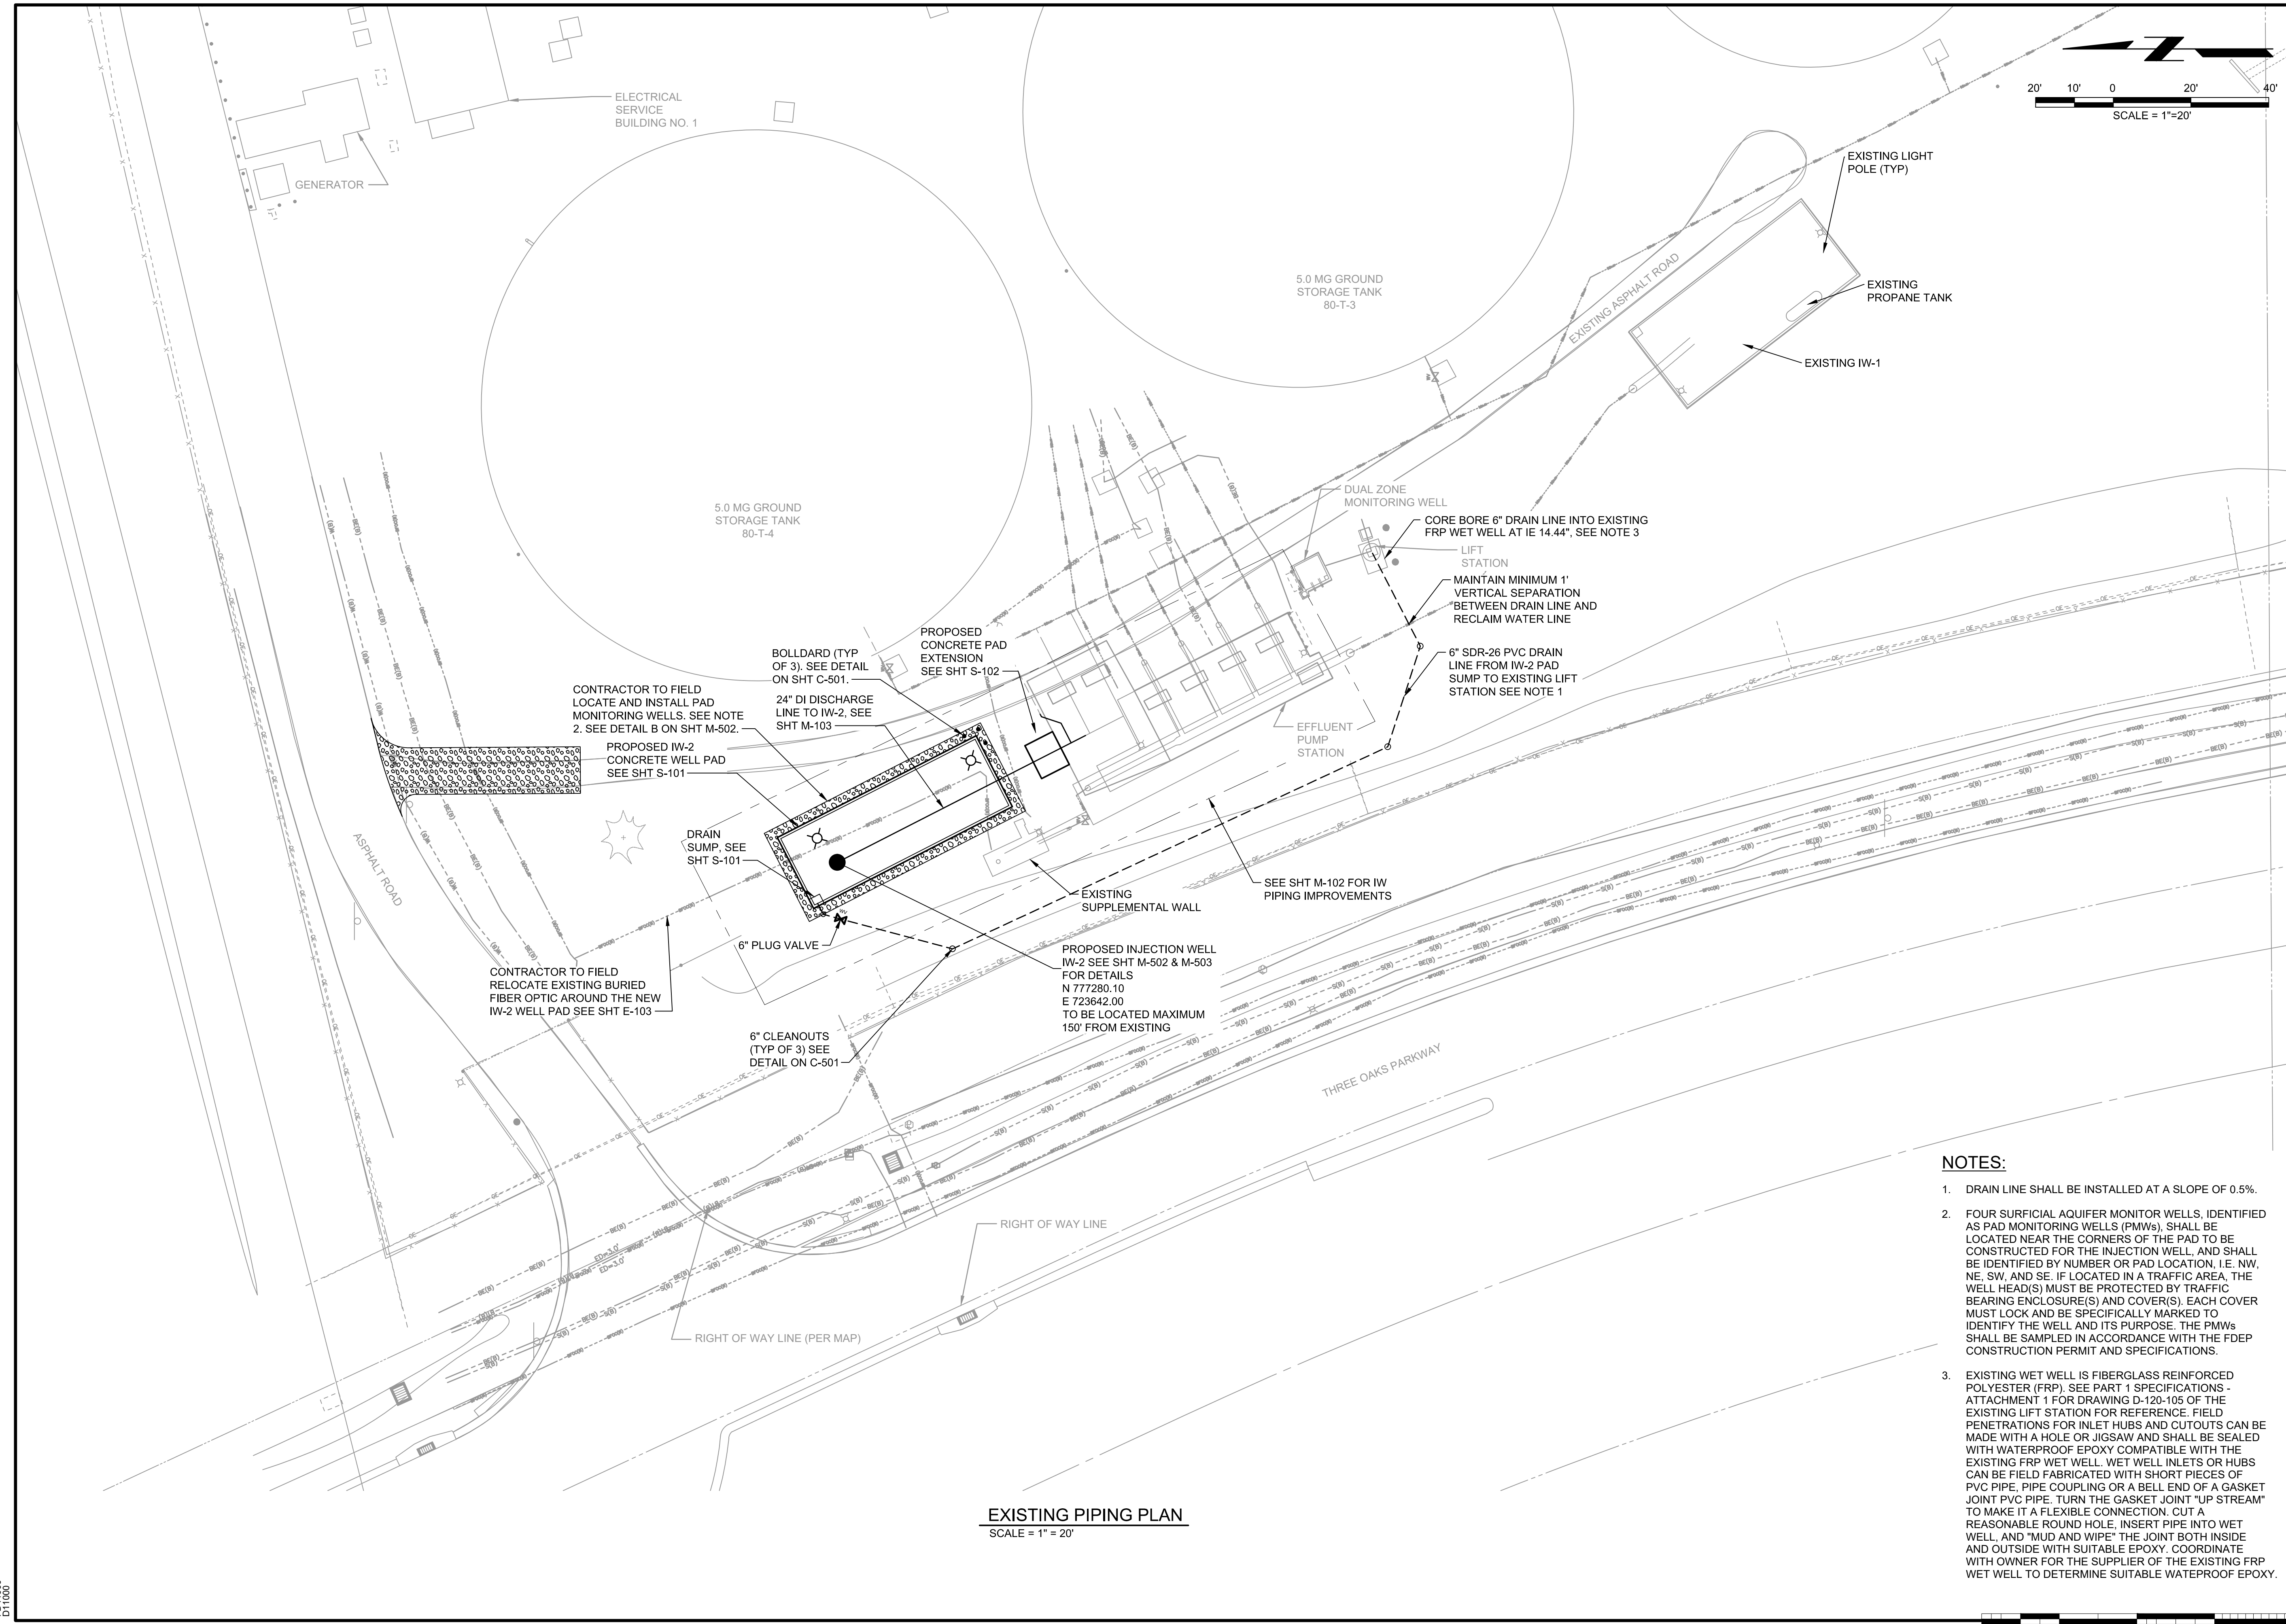 ELECTRICAL
SERVICE
BUILDING NO. 1
GENERATOR
20' 10' 0 20' 40'
SCALE = 1"=20'
EXISTING LIGHT
POLE (TYP)
EXISTING
PROPANE TANK
EXISTING IW-1
EXISTING ASPHALT ROAD
5.0 MG GROUND
STORAGE TANK
80-T-3
5.0 MG GROUND
STORAGE TANK
80-T-4
DUAL ZONE
MONITORING WELL
CORE BORE 6" DRAIN LINE INTO EXISTING
FRP WET WELL AT IE 14.44", SEE NOTE 3
LIFT
STATION
MAINTAIN MINIMUM 1'
VERTICAL SEPARATION
BETWEEN DRAIN LINE AND
RECLAIM WATER LINE
6" SDR-26 PVC DRAIN
LINE FROM IW-2 PAD
SUMP TO EXISTING LIFT
STATION SEE NOTE 1
EFFLUENT
PUMP
STATION
PROPOSED
CONCRETE PAD
EXTENSION
SEE SHT S-102
BOLLDARD (TYP
OF 3). SEE DETAIL
ON SHT C-501.
24" DI DISCHARGE
LINE TO IW-2, SEE
SHT M-103
CONTRACTOR TO FIELD
LOCATE AND INSTALL PAD
MONITORING WELLS. SEE NOTE
2. SEE DETAIL B ON SHT M-502.
PROPOSED IW-2
CONCRETE WELL PAD
SEE SHT S-101
DRAIN
SUMP, SEE
SHT S-101
ASPHALT ROAD
6" PLUG VALVE
EXISTING
SUPPLEMENTAL WALL
SEE SHT M-102 FOR IW
PIPING IMPROVEMENTS
CONTRACTOR TO FIELD
RELOCATE EXISTING BURIED
FIBER OPTIC AROUND THE NEW
IW-2 WELL PAD SEE SHT E-103
PROPOSED INJECTION WELL
IW-2 SEE SHT M-502 & M-503
FOR DETAILS
N 777280.10
E 723642.00
TO BE LOCATED MAXIMUM
150' FROM EXISTING
6" CLEANOUTS
(TYP OF 3) SEE
DETAIL ON C-501
THREE OAKS PARKWAY
RIGHT OF WAY LINE
RIGHT OF WAY LINE (PER MAP)
ED=3.0'
ED=3.0'
EXISTING PIPING PLAN
SCALE = 1" = 20'
NOTES:
1. DRAIN LINE SHALL BE INSTALLED AT A SLOPE OF 0.5%.
2. FOUR SURFICIAL AQUIFER MONITOR WELLS, IDENTIFIED
AS PAD MONITORING WELLS (PMWs), SHALL BE
LOCATED NEAR THE CORNERS OF THE PAD TO BE
CONSTRUCTED FOR THE INJECTION WELL, AND SHALL
BE IDENTIFIED BY NUMBER OR PAD LOCATION, I.E. NW,
NE, SW, AND SE. IF LOCATED IN A TRAFFIC AREA, THE
WELL HEAD(S) MUST BE PROTECTED BY TRAFFIC
BEARING ENCLOSURE(S) AND COVER(S). EACH COVER
MUST LOCK AND BE SPECIFICALLY MARKED TO
IDENTIFY THE WELL AND ITS PURPOSE. THE PMWs
SHALL BE SAMPLED IN ACCORDANCE WITH THE FDEP
CONSTRUCTION PERMIT AND SPECIFICATIONS.
3. EXISTING WET WELL IS FIBERGLASS REINFORCED
POLYESTER (FRP). SEE PART 1 SPECIFICATIONS -
ATTACHMENT 1 FOR DRAWING D-120-105 OF THE
EXISTING LIFT STATION FOR REFERENCE. FIELD
PENETRATIONS FOR INLET HUBS AND CUTOUTS CAN BE
MADE WITH A HOLE OR JIGSAW AND SHALL BE SEALED
WITH WATERPROOF EPOXY COMPATIBLE WITH THE
EXISTING FRP WET WELL. WET WELL INLETS OR HUBS
CAN BE FIELD FABRICATED WITH SHORT PIECES OF
PVC PIPE, PIPE COUPLING OR A BELL END OF A GASKET
JOINT PVC PIPE. TURN THE GASKET JOINT "UP STREAM"
TO MAKE IT A FLEXIBLE CONNECTION. CUT A
REASONABLE ROUND HOLE, INSERT PIPE INTO WET
WELL, AND "MUD AND WIPE" THE JOINT BOTH INSIDE
AND OUTSIDE WITH SUITABLE EPOXY. COORDINATE
WITH OWNER FOR THE SUPPLIER OF THE EXISTING FRP
WET WELL TO DETERMINE SUITABLE WATEPROOF EPOXY.
D11000